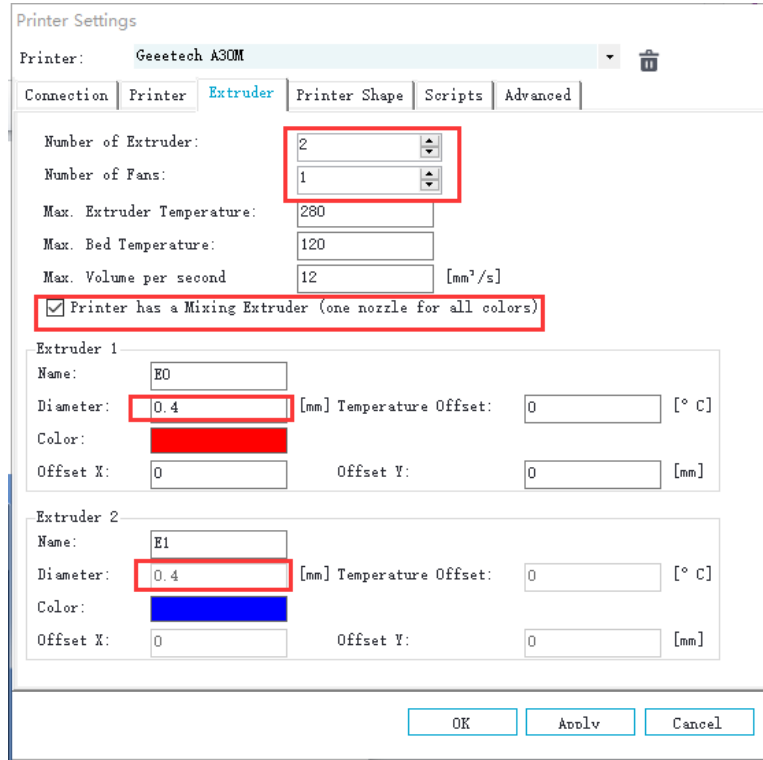 Printer Settings
Printer: Geeetech A30M
Connection Printer Extruder Printer Shape Scripts Advanced
Number of Extruder: 2
Number of Fans: 1
Max. Extruder Temperature: 280
Max. Bed Temperature: 120
Max. Volume per second 12 [mm³/s]
Printer has a Mixing Extruder (one nozzle for all colors)
Extruder 1
Name: E0
Diameter: 0.4 [mm] Temperature Offset: 0 [° C]
Color:
Offset X: 0 Offset Y: 0 [mm]
Extruder 2
Name: E1
Diameter: 0.4 [mm] Temperature Offset: 0 [° C]
Color:
Offset X: 0 Offset Y: 0 [mm]
OK Apply Cancel